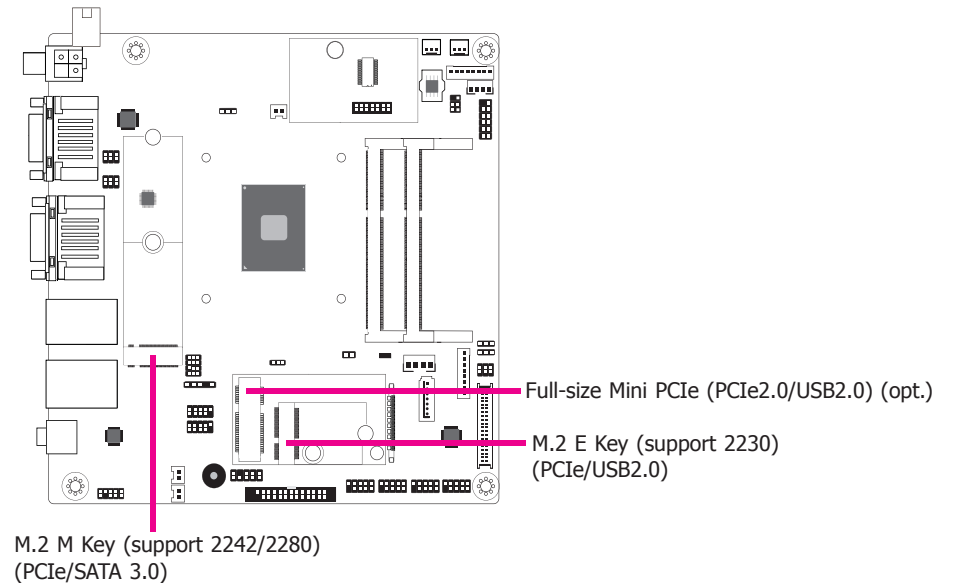 Full-size Mini PCIe (PCIe2.0/USB2.0) (opt.)
M.2 E Key (support 2230)
(PCIe/USB2.0)
M.2 M Key (support 2242/2280)
(PCIe/SATA 3.0)